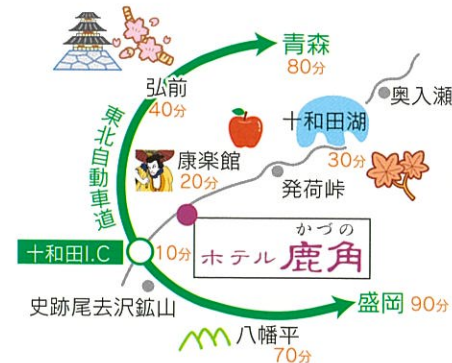 青森
80分
弘前
40分
奥入瀬
十和田湖
30分
東北自動車道
康楽館
20分
発荷峠
かづの
ホテル 鹿角
十和田I.C
10分
史跡尾去沢鉱山
盛岡 90分
八幡平
70分